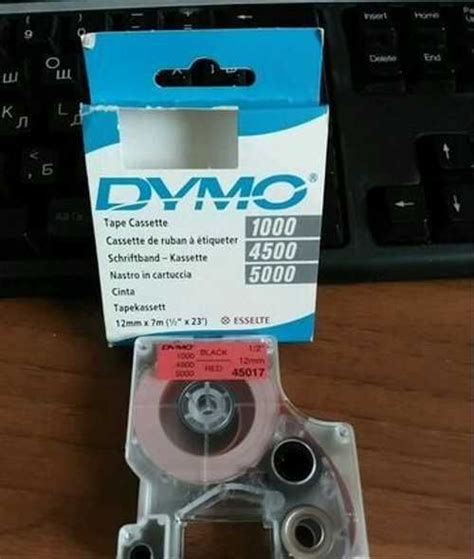 Insert Home
Delete End
Ш Щ
Д
Л
Б
Alt
DYMO®
Tape Cassette
Cassette de ruban à étiqueter
Schriftband – Kassette
Nastro in cartuccia
Cinta
Tapekassett
12mm x 7m (½" x 23') ESSELTE
1000
4500
5000
DYMO
1000
4500
5000
BLACK
RED
1/2"
12mm
45017